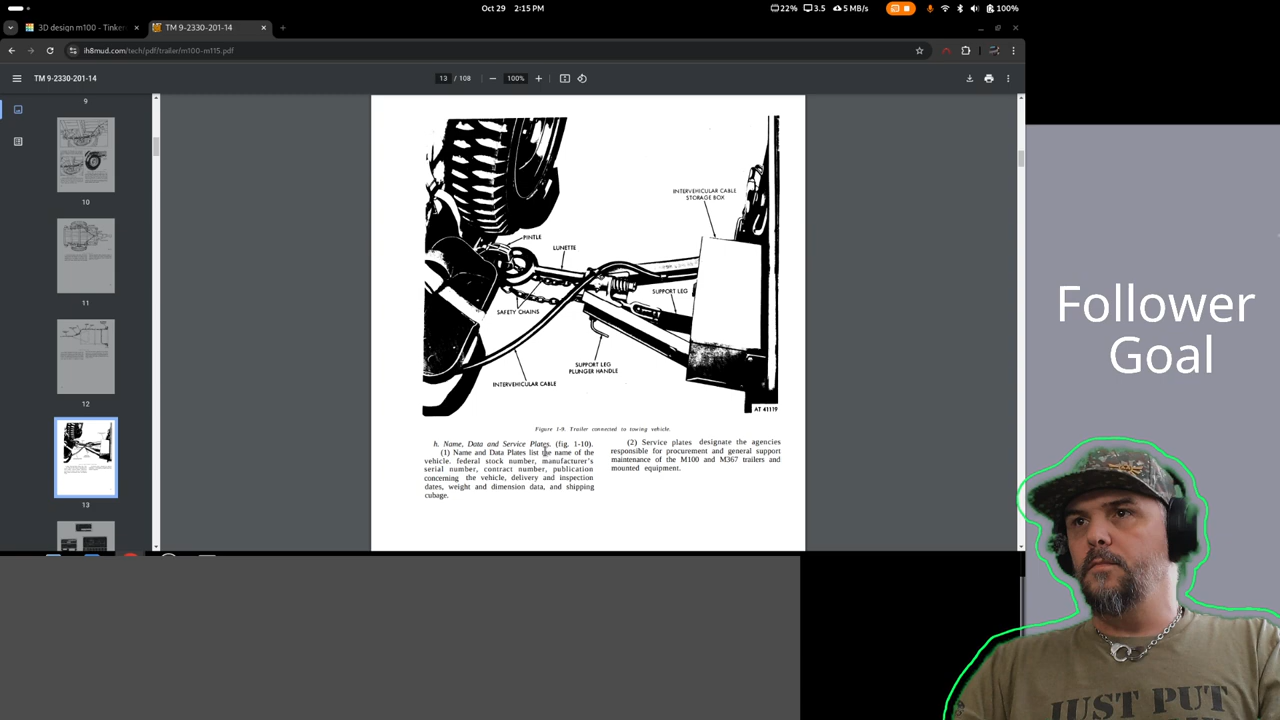 Oct 29 2:15 PM
22% 3.5 5 MB/s 100%
3D design m100 - Tinker
TM 9-2330-201-14
ih8mud.com/tech/pdf/trailer/m100-m115.pdf
TM 9-2330-201-14
13 / 108
100%
9
10
11
12
13
INTERVEHICULAR CABLE
STORAGE BOX
PINTLE
LUNETTE
SUPPORT LEG
SAFETY CHAINS
SUPPORT LEG
PLUNGER HANDLE
INTERVEHICULAR CABLE
AT 41119
Figure 1-9. Trailer connected to towing vehicle.
h. Name, Data and Service Plates. (fig. 1-10).
(1) Name and Data Plates list the name of the
vehicle. federal stock number, manufacturer's
serial number, contract number, publication
concerning the vehicle, delivery and inspection
dates, weight and dimension data, and shipping
cubage.
(2) Service plates designate the agencies
responsible for procurement and general support
maintenance of the M100 and M367 trailers and
mounted equipment.
Follower
Goal
JUST PUT